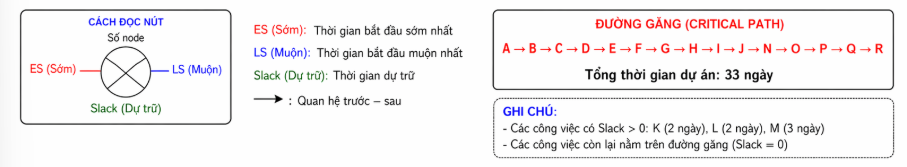 CÁCH ĐỌC NÚT
Số node
ES (Sớm)
LS (Muộn)
Slack (Dự trữ)
ES (Sớm): Thời gian bắt đầu sớm nhất
LS (Muộn): Thời gian bắt đầu muộn nhất
Slack (Dự trữ): Thời gian dự trữ
: Quan hệ trước – sau
ĐƯỜNG GĂNG (CRITICAL PATH)
A → B → C → D → E → F → G → H → I → J → N → O → P → Q → R
Tổng thời gian dự án: 33 ngày
GHI CHÚ:
- Các công việc có Slack > 0: K (2 ngày), L (2 ngày), M (3 ngày)
- Các công việc còn lại nằm trên đường găng (Slack = 0)